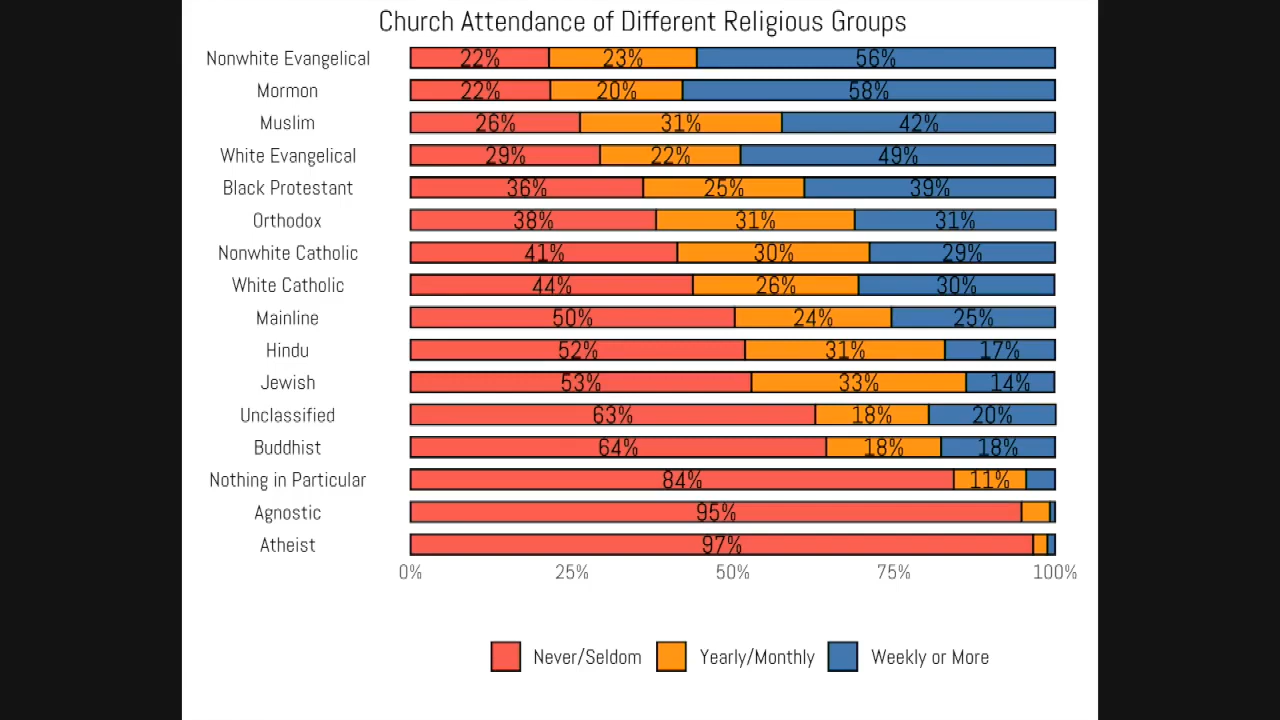 Church Attendance of Different Religious Groups
Nonwhite Evangelical 22% 23% 56%
Mormon 22% 20% 58%
Muslim 26% 31% 42%
White Evangelical 29% 22% 49%
Black Protestant 36% 25% 39%
Orthodox 38% 31% 31%
Nonwhite Catholic 41% 30% 29%
White Catholic 44% 26% 30%
Mainline 50% 24% 25%
Hindu 52% 31% 17%
Jewish 53% 33% 14%
Unclassified 63% 18% 20%
Buddhist 64% 18% 18%
Nothing in Particular 84% 11%
Agnostic 95%
Atheist 97%
0% 25% 50% 75% 100%
Never/Seldom Yearly/Monthly Weekly or More